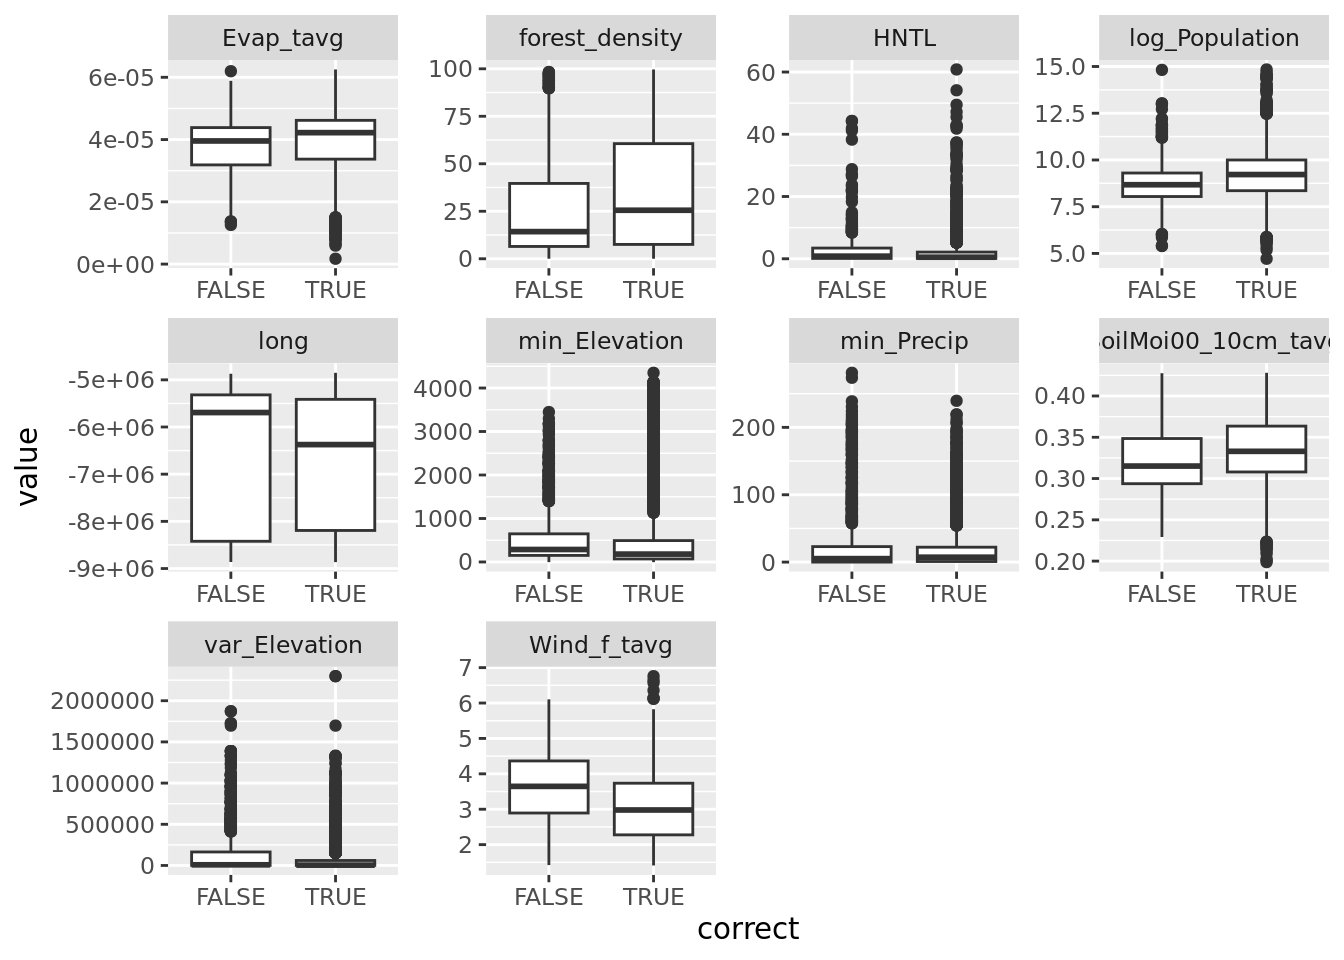 Evap_tavg
forest_density
HNTL
log_Population
6e-05
4e-05
2e-05
0e+00
100
75
50
25
0
60
40
20
0
15.0
12.5
10.0
7.5
5.0
FALSE TRUE
FALSE TRUE
FALSE TRUE
FALSE TRUE
long
min_Elevation
min_Precip
oilMoi00_10cm_tav
-5e+06
-6e+06
-7e+06
-8e+06
-9e+06
4000
3000
2000
1000
0
200
100
0
0.40
0.35
0.30
0.25
0.20
FALSE TRUE
FALSE TRUE
FALSE TRUE
FALSE TRUE
value
var_Elevation
Wind_f_tavg
2000000
1500000
1000000
500000
0
7
6
5
4
3
2
FALSE TRUE
FALSE TRUE
correct